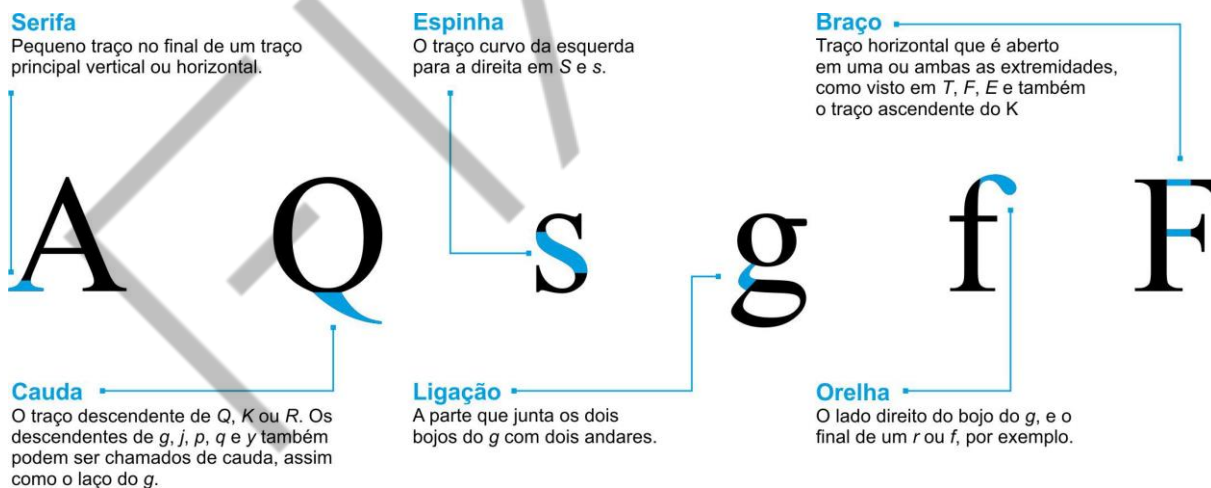 Serifa
Pequeno traço no final de um traço
principal vertical ou horizontal.
Espinha
O traço curvo da esquerda
para a direita em S e s.
Braço
Traço horizontal que é aberto
em uma ou ambas as extremidades,
como visto em T, F, E e também
o traço ascendente do K
A Q s g f F
Cauda
O traço descendente de Q, K ou R. Os
descendentes de g, j, p, q e y também
podem ser chamados de cauda, assim
como o laço do g.
Ligação
A parte que junta os dois
bojos do g com dois andares.
Orelha
O lado direito do bojo do g, e o
final de um r ou f, por exemplo.